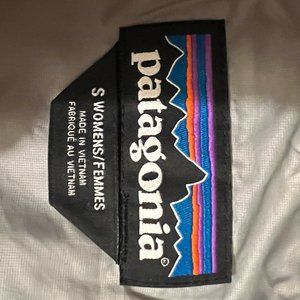 patagonia®
S WOMENS/FEMMES
MADE IN VIETNAM
FABRIQUÉ AU VIETNAM